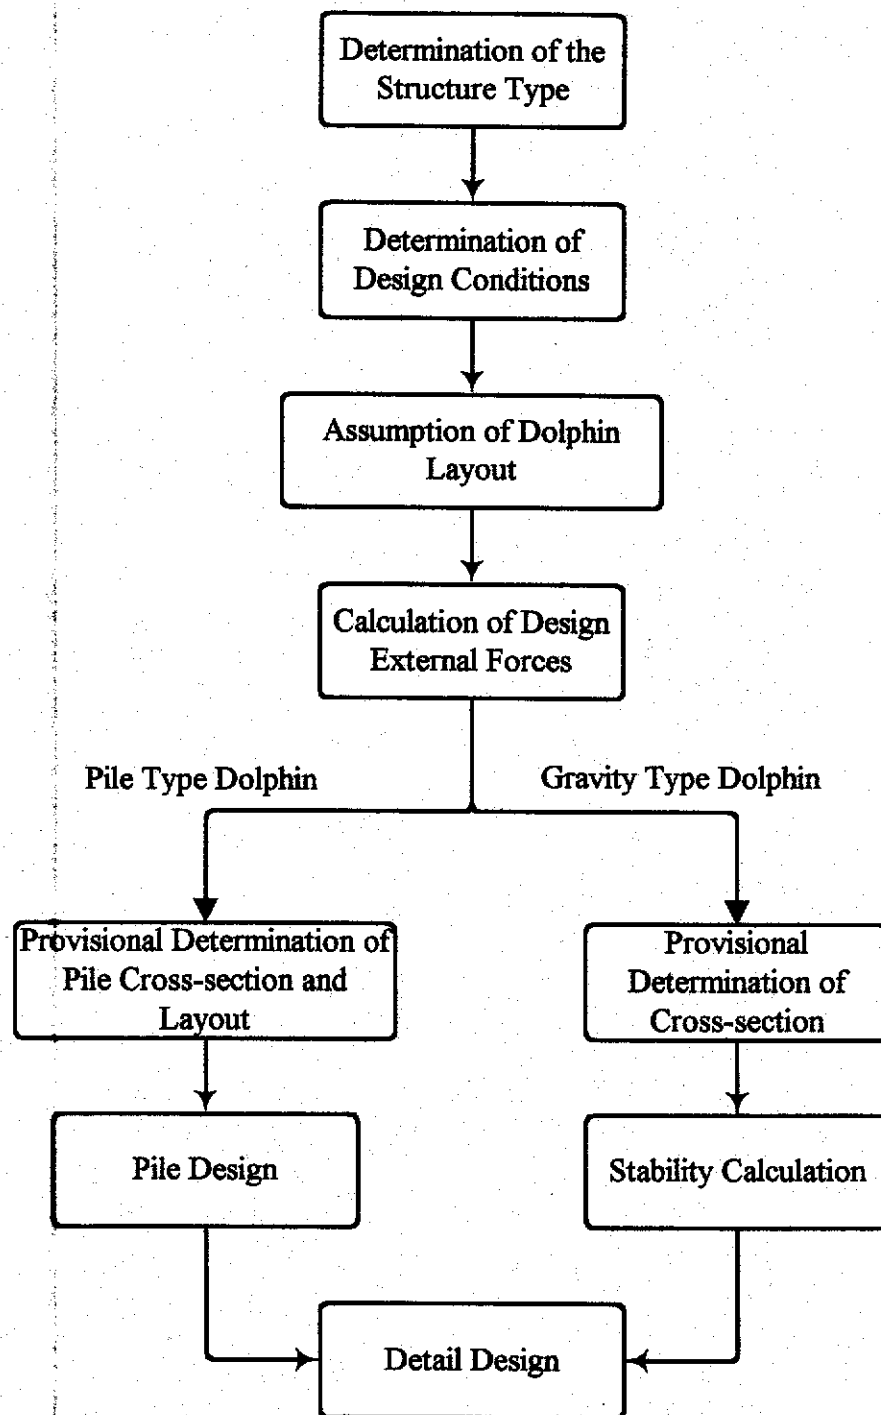 Determination of the
Structure Type
Determination of
Design Conditions
Assumption of Dolphin
Layout
Calculation of Design
External Forces
Pile Type Dolphin
Gravity Type Dolphin
Provisional Determination of
Pile Cross-section and
Layout
Provisional
Determination of
Cross-section
Pile Design
Stability Calculation
Detail Design